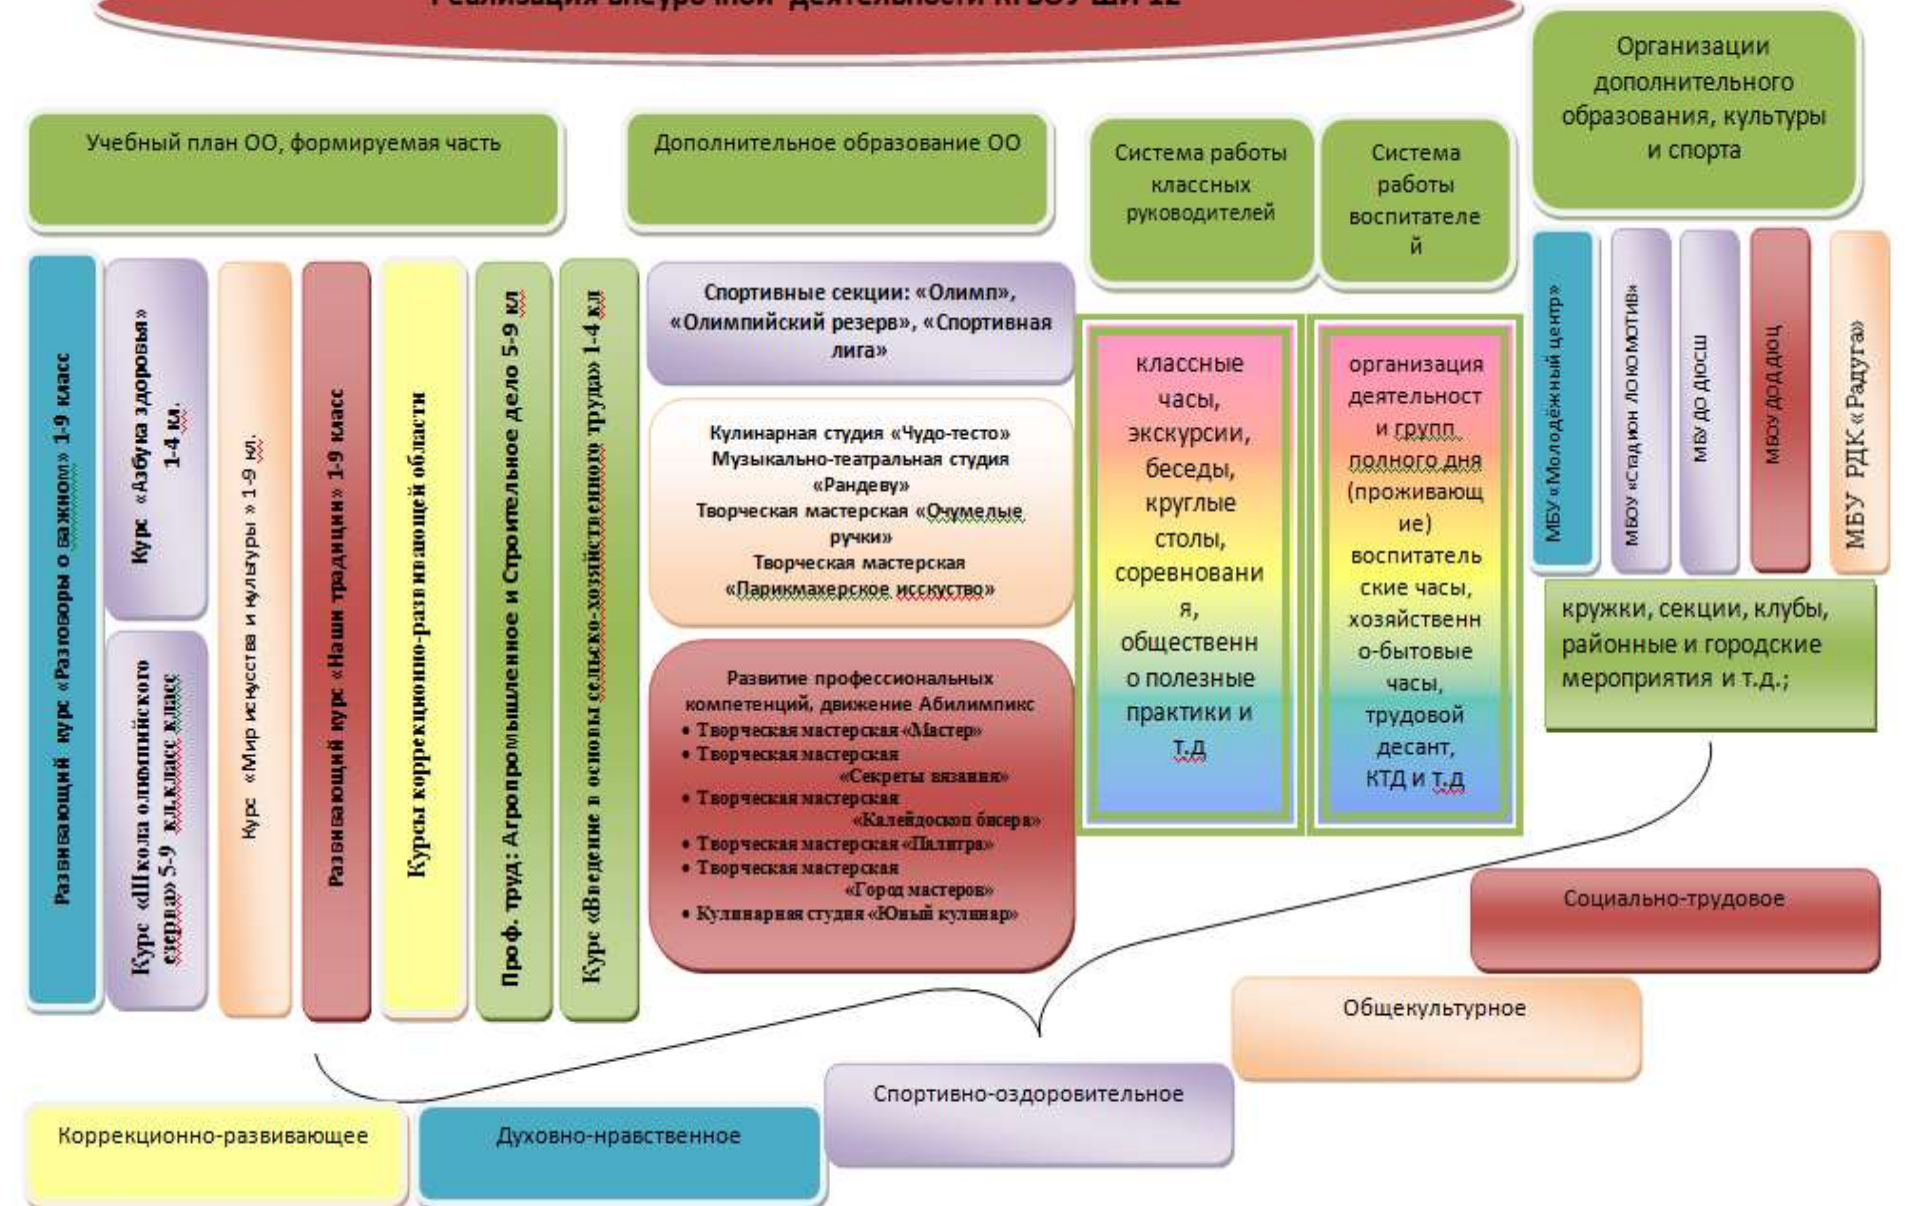 Реализация внеурочной деятельности КГБОУ ШИ 12
Организации
дополнительного
образования, культуры
и спорта
Учебный план ОО, формируемая часть
Дополнительное образование ОО
Система работы
классных
руководителей
Система
работы
воспитателе
й
Развивающий курс «Разговоры о важном» 1-9 класс
Курс «Азбука здоровья»
1-4 кл.
Курс «Школа олимпийского
езерва» 5-9 кл.класс класс
Курс «Мир искусства и культуры » 1-9 кл.
Развивающий курс «Наши традиции» 1-9 класс
Курсы коррекционно-развивающей области
Проф. труд: Агропромышленное и Строительное дело 5-9 кл
Курс «Введение в основы сельско-хозяйственного труда» 1-4 кл
Спортивные секции: «Олимп»,
«Олимпийский резерв», «Спортивная
лига»
Кулинарная студия «Чудо-тесто»
Музыкально-театральная студия
«Рандеву»
Творческая мастерская «Очумелые
ручки»
Творческая мастерская
«Парикмахерское исскуство»
Развитие профессиональных
компетенций, движение Абилимпикс
• Творческая мастерская «Мастер»
• Творческая мастерская
«Секреты вязания»
• Творческая мастерская
«Калейдоскоп бисера»
• Творческая мастерская «Палитра»
• Творческая мастерская
«Город мастеров»
• Кулинарная студия «Юный кулинар»
классные
часы,
экскурсии,
беседы,
круглые
столы,
соревновани
я,
общественн
о полезные
практики и
т.д
организация
деятельност
и групп
полного дня
(проживающ
ие)
воспитатель
ские часы,
хозяйственн
о-бытовые
часы,
трудовой
десант,
КТД и т.д
МБУ «Молодёжный центр»
МБОУ «Стадион ЛОКОМОТИВ»
МБУ ДО ДЮСШ
МБОУ ДОД ДЮЦ
МБУ РДК «Радуга»
кружки, секции, клубы,
районные и городские
мероприятия и т.д.;
Социально-трудовое
Общекультурное
Спортивно-оздоровительное
Коррекционно-развивающее
Духовно-нравственное